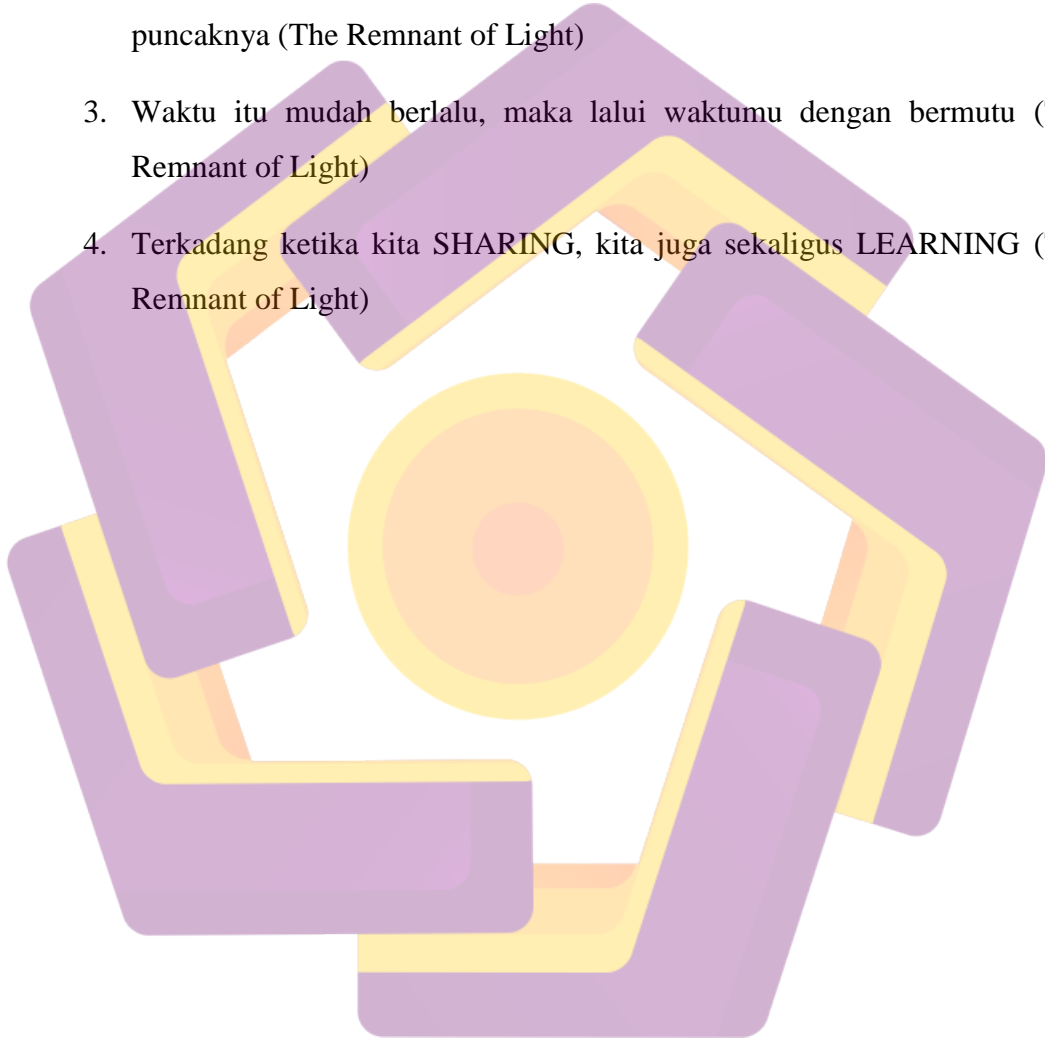 puncaknya (The Remnant of Light)
3. Waktu itu mudah berlalu, maka lalui waktumu dengan bermutu (
Remnant of Light)
4. Terkadang ketika kita SHARING, kita juga sekaligus LEARNING (
Remnant of Light)